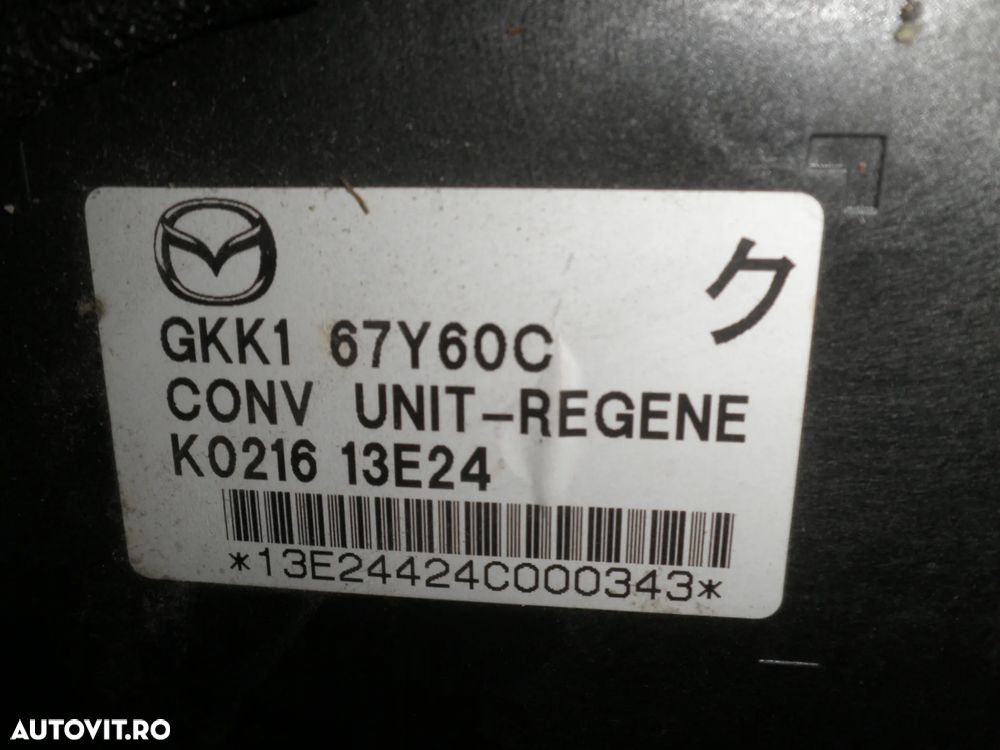 ク
GKK1 67Y60C
CONV UNIT-REGENE
K0216 13E24
*13E24424C000343*
AUTOVIT.RO